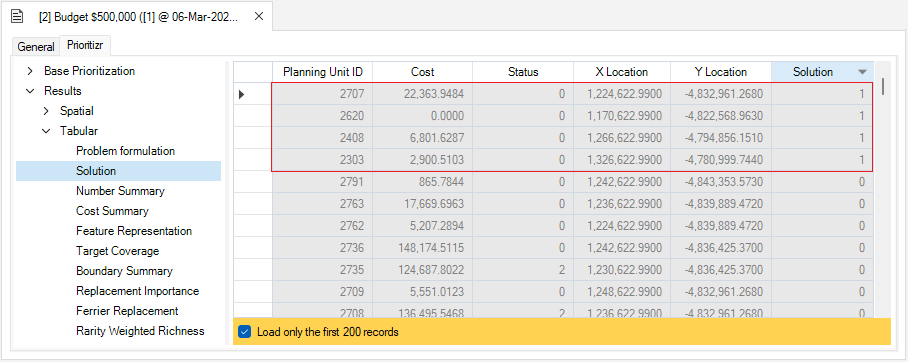 [2] Budget $500,000 ([1] @ 06-Mar-202...
General Prioritizr
Base Prioritization
Results
Spatial
Tabular
Problem formulation
Solution
Number Summary
Cost Summary
Feature Representation
Target Coverage
Boundary Summary
Replacement Importance
Ferrier Replacement
Rarity Weighted Richness
Planning Unit ID Cost Status X Location Y Location Solution
2707 22,363.9484 0 1,224,622.9900 -4,832,961.2680 1
2620 0.0000 0 1,170,622.9900 -4,822,568.9630 1
2408 6,801.6287 0 1,266,622.9900 -4,794,856.1510 1
2303 2,900.5103 0 1,326,622.9900 -4,780,999.7440 1
2791 865.7844 0 1,242,622.9900 -4,843,353.5730 0
2763 17,669.6963 0 1,236,622.9900 -4,839,889.4720 0
2762 5,207.2894 0 1,242,622.9900 -4,839,889.4720 0
2736 148,174.5115 0 1,242,622.9900 -4,836,425.3700 0
2735 124,687.8022 2 1,230,622.9900 -4,836,425.3700 0
2709 5,551.0123 0 1,248,622.9900 -4,832,961.2680 0
2708 136,495.5468 2 1,236,622.9900 -4,832,961.2680 0
Load only the first 200 records